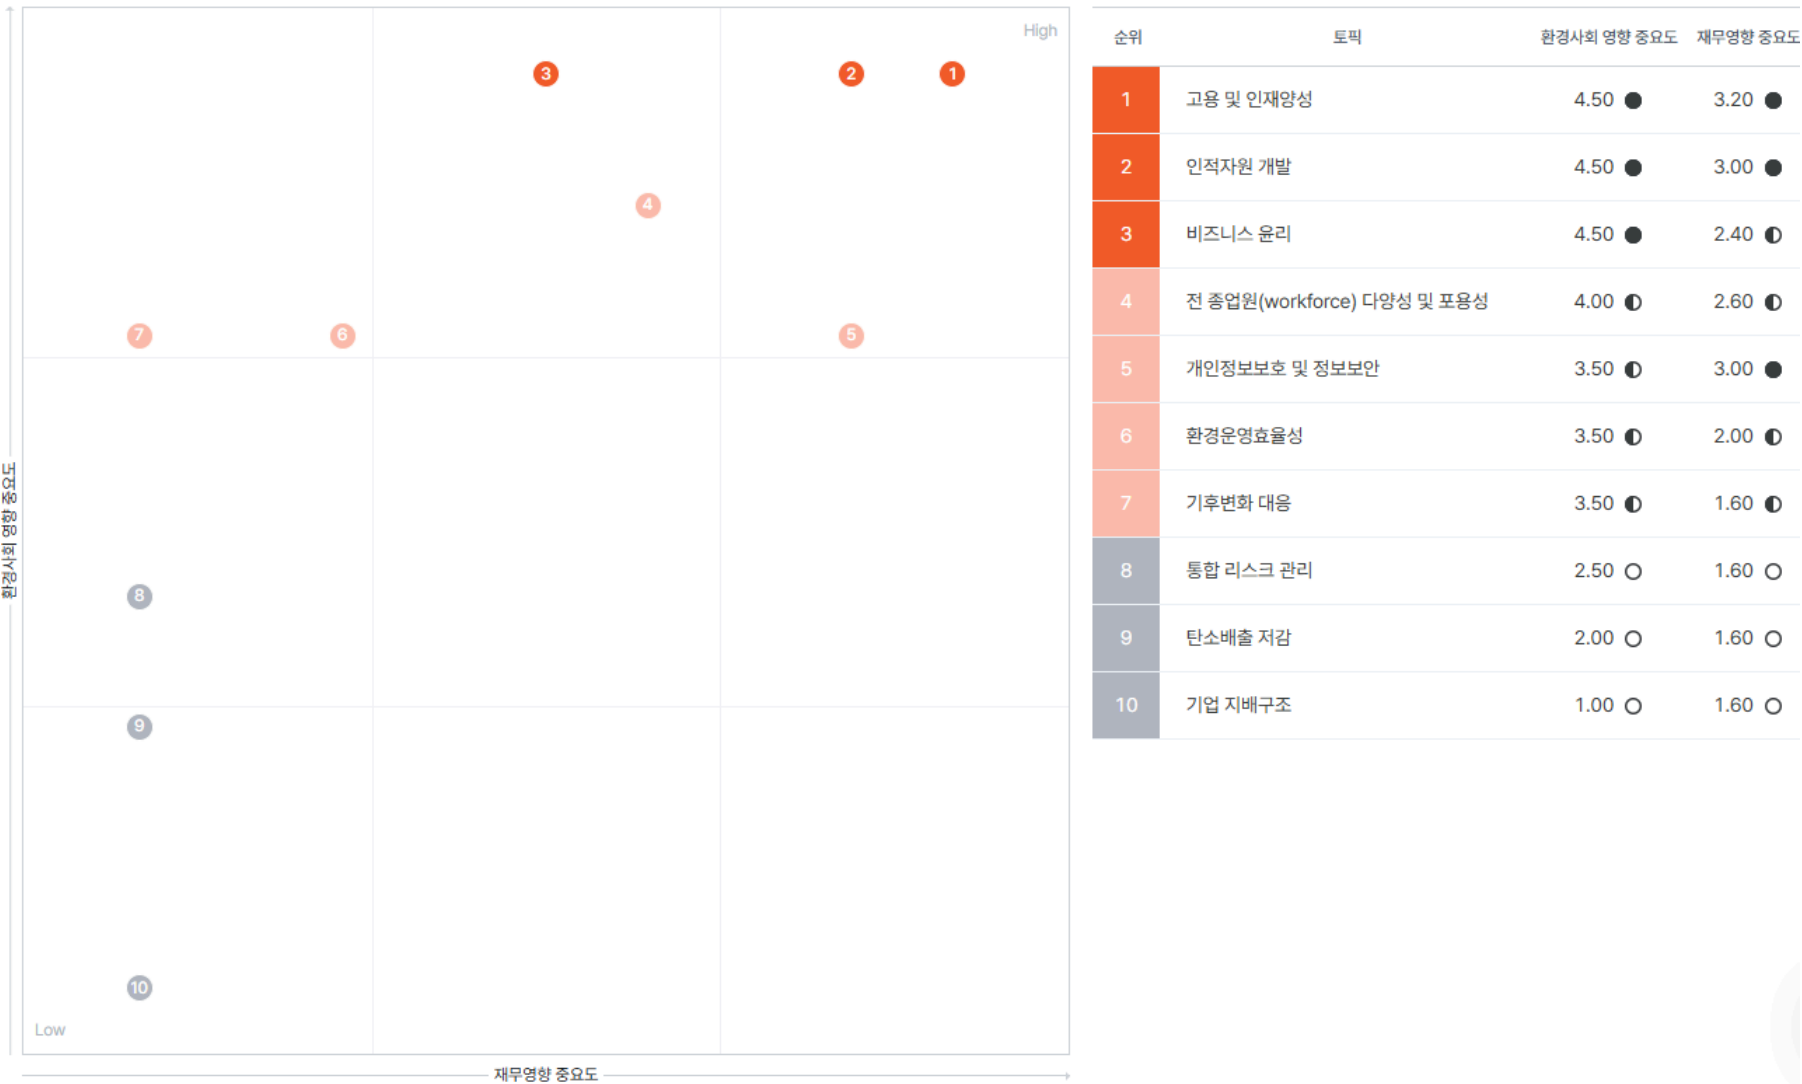 High
3
2
1
4
7
6
5
8
9
10
Low
환경사회 영향 중요도
재무영향 중요도
순위 토픽 환경사회 영향 중요도 재무영향 중요도
1 고용 및 인재양성 4.50 3.20
2 인적자원 개발 4.50 3.00
3 비즈니스 윤리 4.50 2.40
4 전 종업원(workforce) 다양성 및 포용성 4.00 2.60
5 개인정보보호 및 정보보안 3.50 3.00
6 환경운영효율성 3.50 2.00
7 기후변화 대응 3.50 1.60
8 통합 리스크 관리 2.50 1.60
9 탄소배출 저감 2.00 1.60
10 기업 지배구조 1.00 1.60